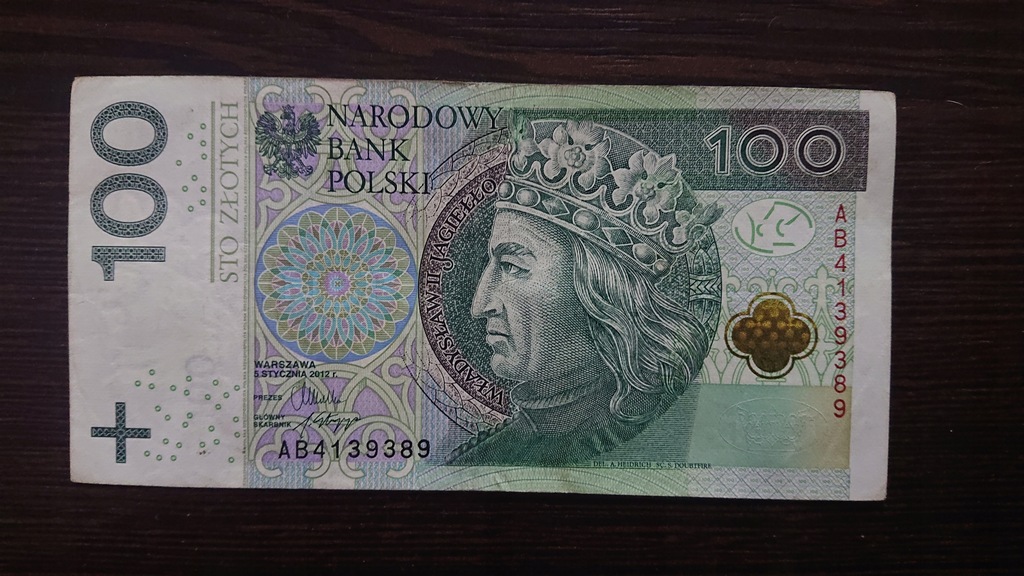 100
STO ZŁOTYCH
NARODOWY
BANK
POLSKI
WŁADYSŁAW II JAGIEŁŁO
100
AB4139389
WARSZAWA
5 STYCZNIA 2012 r.
PREZES
GŁÓWNY
SKARBNIK
AB4139389
DEL. A. HEIDRICH SC. S. DOUBTFIRE